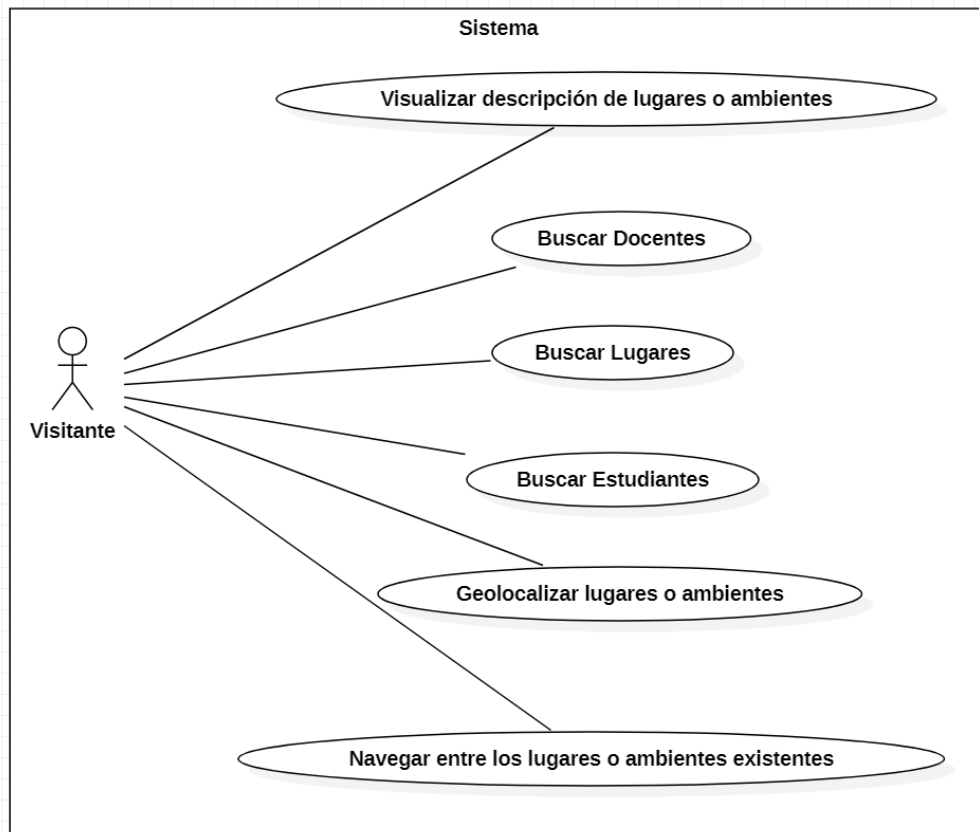 Sistema
Visualizar descripción de lugares o ambientes
Buscar Docentes
Buscar Lugares
Visitante
Buscar Estudiantes
Geolocalizar lugares o ambientes
Navegar entre los lugares o ambientes existentes